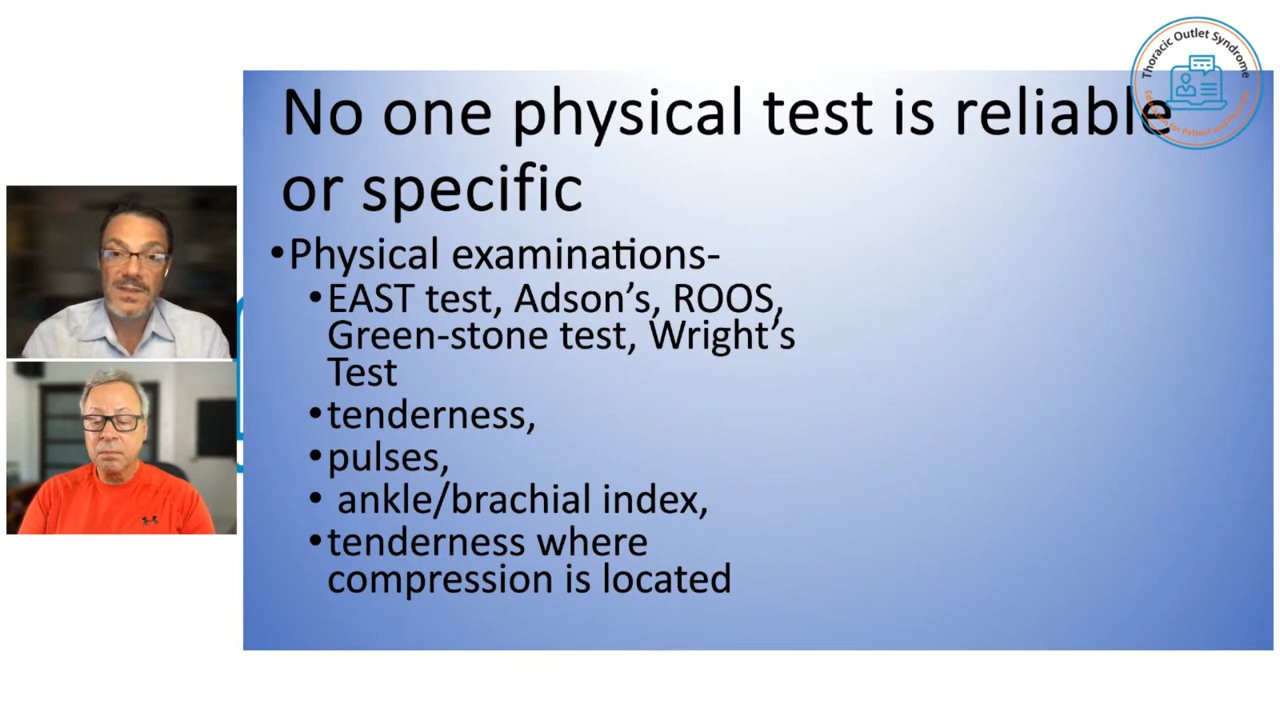 Thoracic Outlet Syndrome
No one physical test is reliable
or specific
•Physical examinations-
•EAST test, Adson’s, ROOS,
Green-stone test, Wright’s
Test
•tenderness,
•pulses,
• ankle/brachial index,
•tenderness where
compression is located